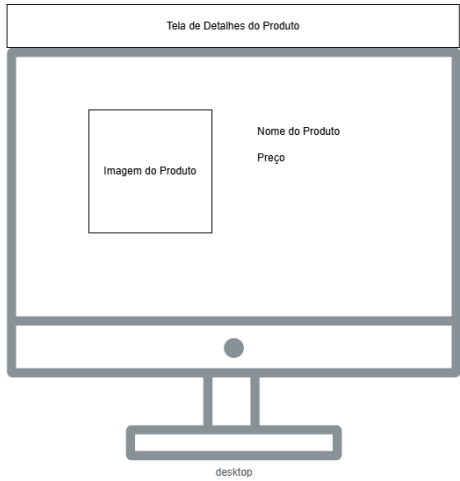 Tela de Detalhes do Produto
Nome do Produto
Preço
Imagem do Produto
desktop